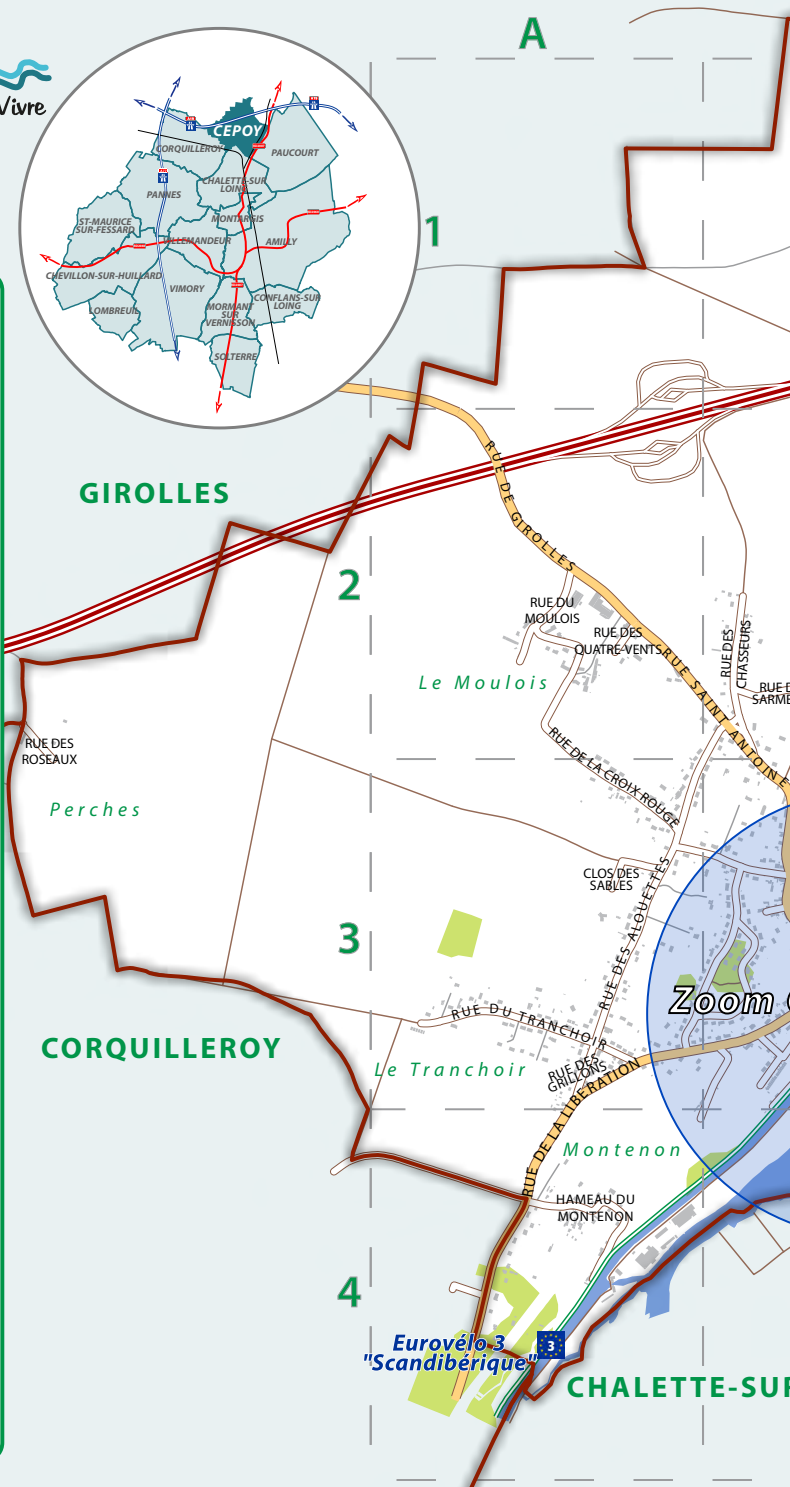 A
Vivre
CEPOY
CORQUILLEROY
PAUCOURT
CHALETTE-SUR
LOING
PANNES
MONTARGIS
ST-MAURICE
SUR-FESSARD
VILLEMANDEUR
AMILLY
CHEVILLON-SUR-HUILLARD
VIMORY
CONFLANS-SUR
LOING
LOMBREUIL
MORMANT
SUR
VERNISSON
SOLTERRE
1
GIROLLES
RUE DE GIROLLES
2
RUE DU
MOULOIS
RUE DES
QUATRE-VENTS
RUE DES
CHASSEURS
RUE SAINT ANTOINE
Le Moulois
RUE D
SARME
RUE DES
ROSEAUX
RUE DE LA CROIX ROUGE
Perches
CLOS DES
SABLES
RUE DES ALOUETTES
3
Zoom
RUE DU TRANCHOIR
CORQUILLEROY
Le Tranchoir
RUE DES
GRILLONS
RUE DE LA LIBERATION
Montenon
HAMEAU DU
MONTENON
4
Eurovélo 3
"Scandibérique"
3
CHALETTE-SUR